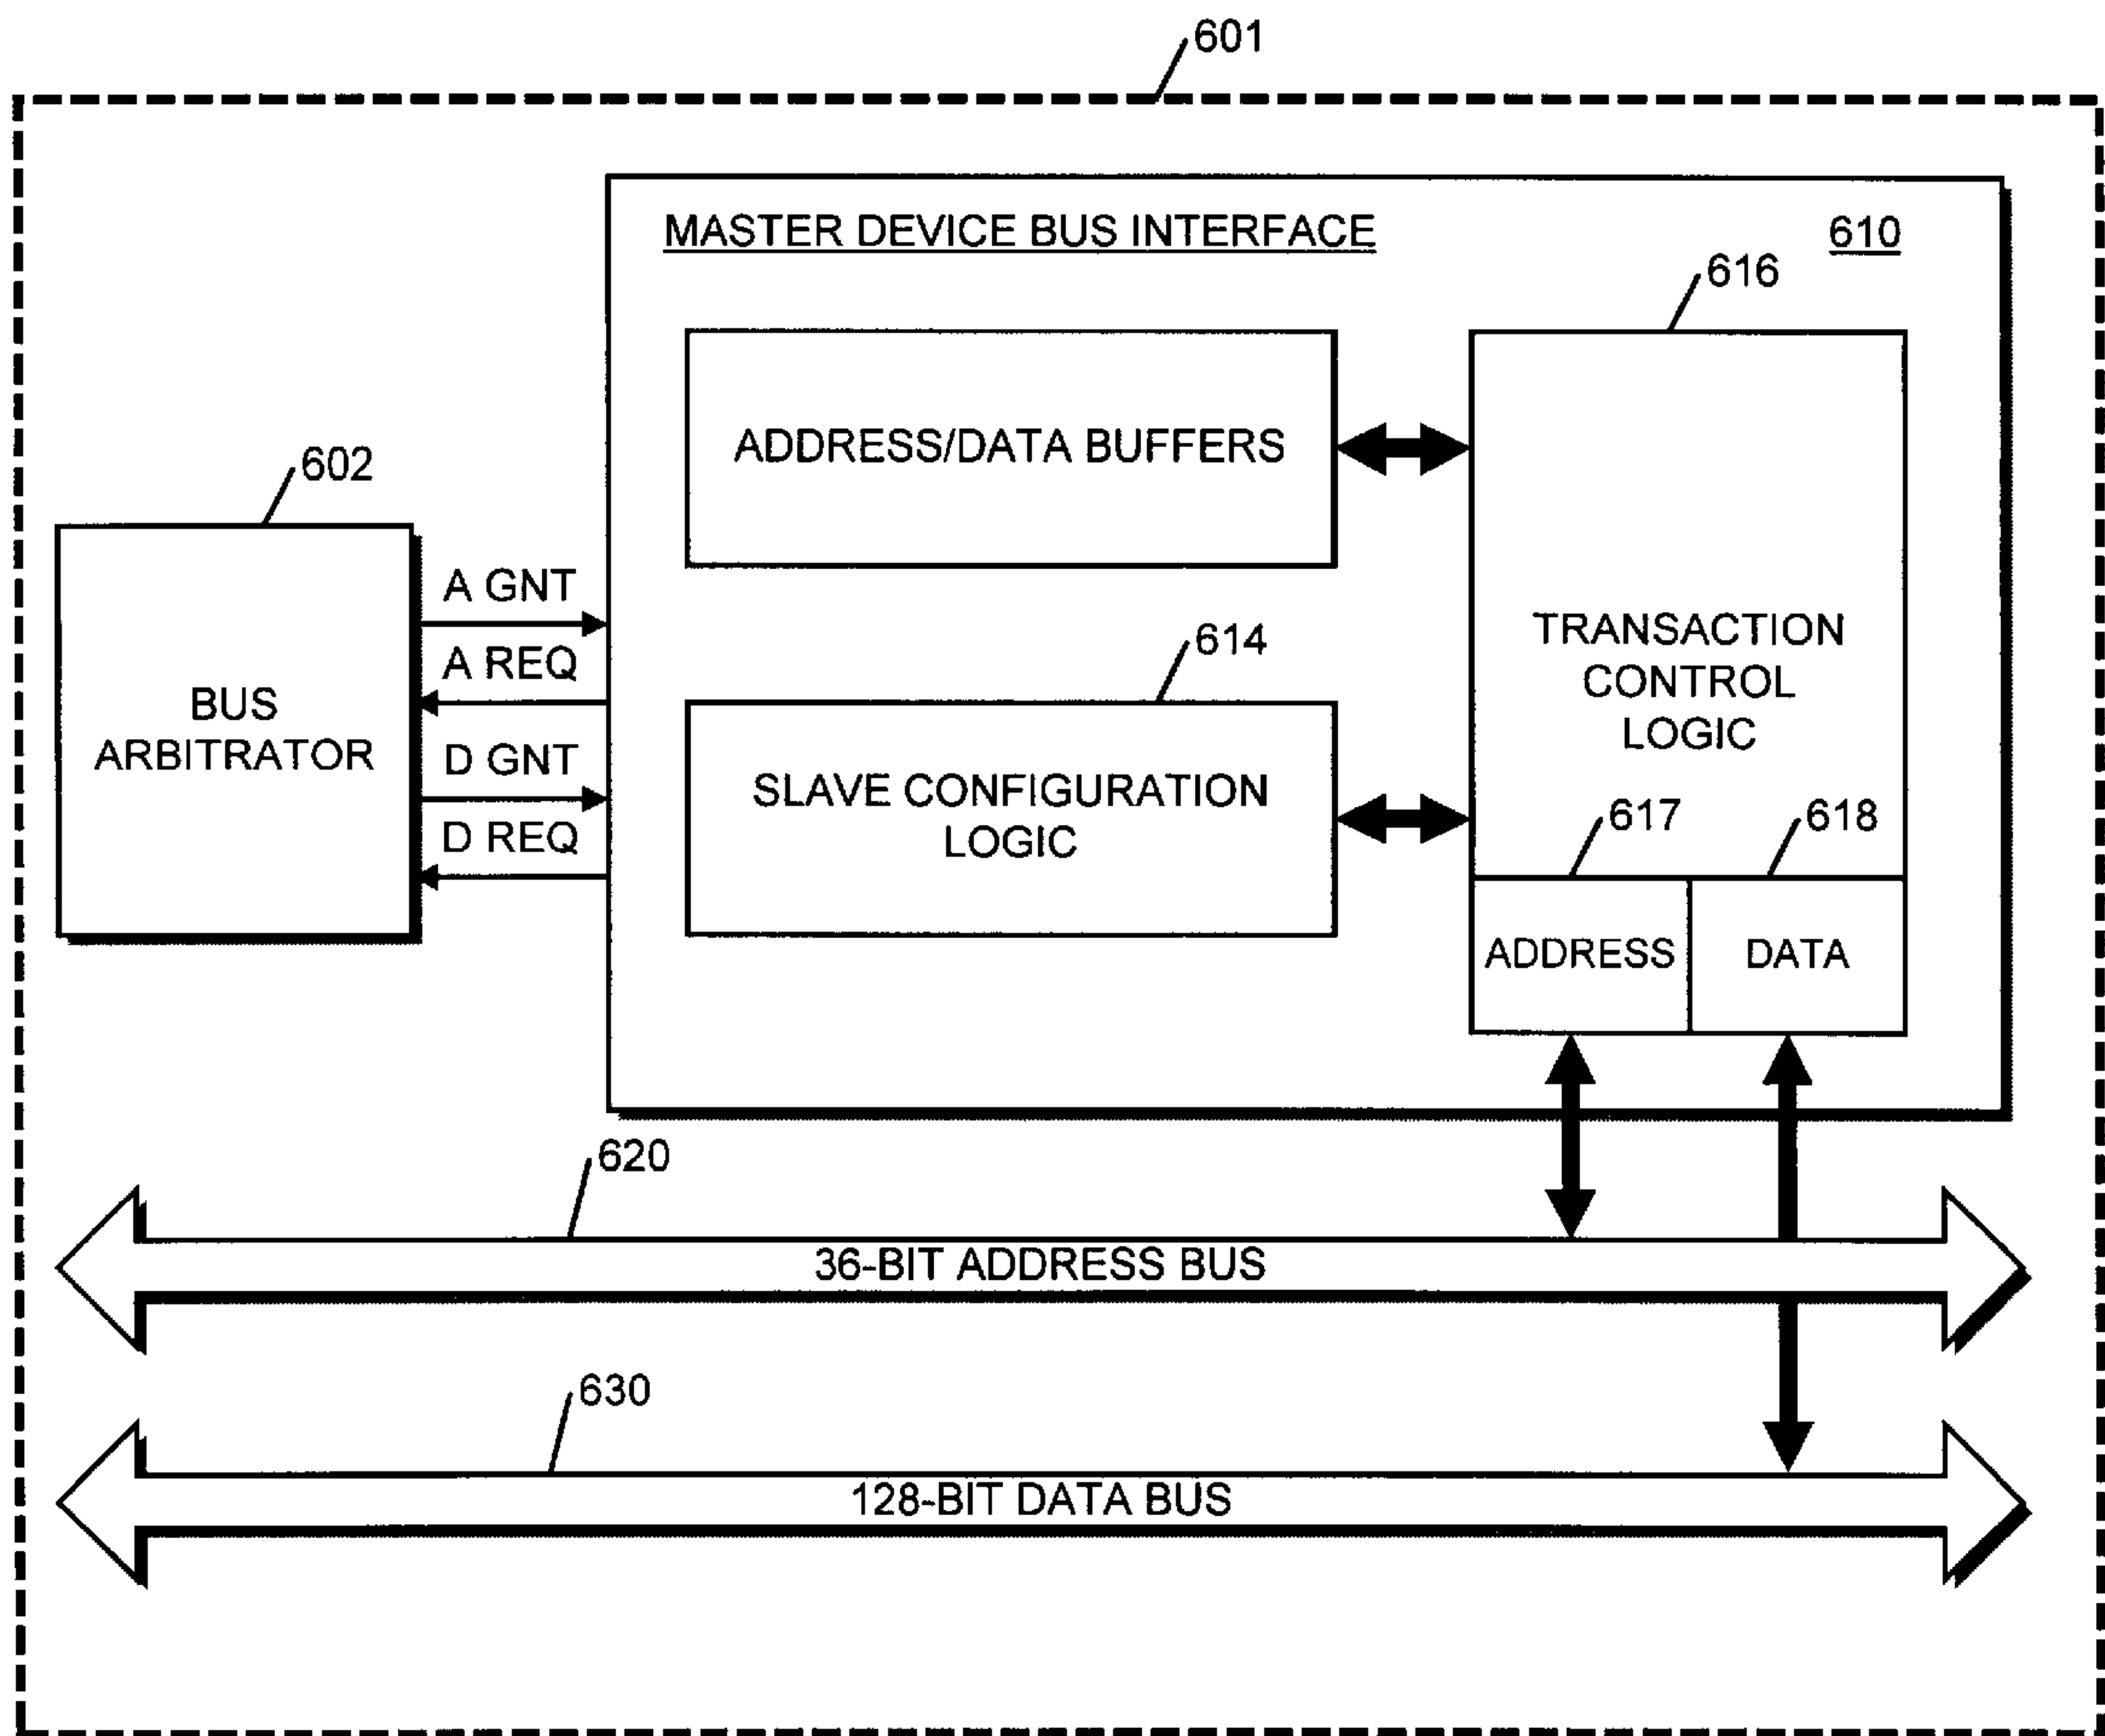 601
MASTER DEVICE BUS INTERFACE
610
616
ADDRESS/DATA BUFFERS
602
A GNT
A REQ
BUS
ARBITRATOR
D GNT
D REQ
614
SLAVE CONFIGURATION
LOGIC
TRANSACTION
CONTROL
LOGIC
617
618
ADDRESS
DATA
620
36-BIT ADDRESS BUS
630
128-BIT DATA BUS